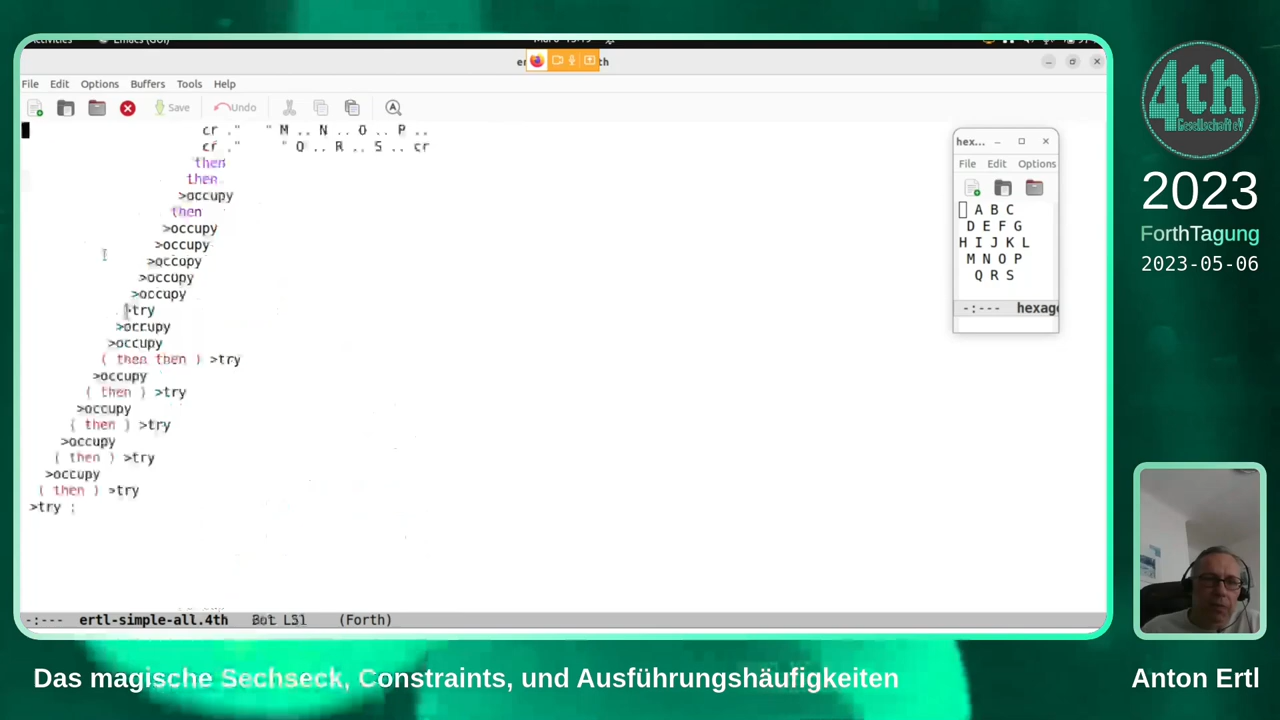 File Edit Options Buffers Tools Help
Save Undo
cr ." " M .. N .. O .. P ..
cr ." " Q .. R .. S .. cr
then
then
>occupy
then
>occupy
>occupy
>occupy
>occupy
>occupy
>try
>occupy
>occupy
( then then ) >try
>occupy
( then ) >try
>occupy
( then ) >try
>occupy
( then ) >try
>occupy
( then ) >try
>try ;
-:--- ertl-simple-all.4th Bot L51 (Forth)
hex...
File Edit Options
A B C
D E F G
H I J K L
M N O P
Q R S
-:--- hexage
4th
Gesellschaft eV
2023
ForthTagung
2023-05-06
Das magische Sechseck, Constraints, und Ausführungshäufigkeiten
Anton Ertl